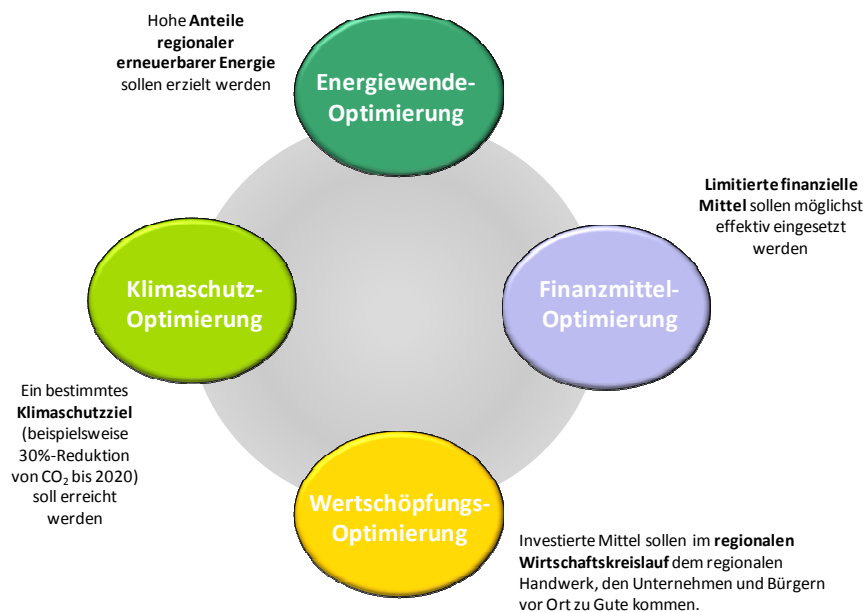 Hohe Anteile
regionaler
erneuerbarer Energie
sollen erzielt werden
Energiewende-
Optimierung
Limitierte finanzielle
Mittel sollen möglichst
effektiv eingesetzt
werden
Klimaschutz-
Optimierung
Finanzmittel-
Optimierung
Ein bestimmtes
Klimaschutzziel
(beispielsweise
30%-Reduktion
von CO₂ bis 2020)
soll erreicht
werden
Wertschöpfungs-
Optimierung
Investierte Mittel sollen im regionalen
Wirtschaftskreislauf dem regionalen
Handwerk, den Unternehmen und Bürgern
vor Ort zu Gute kommen.